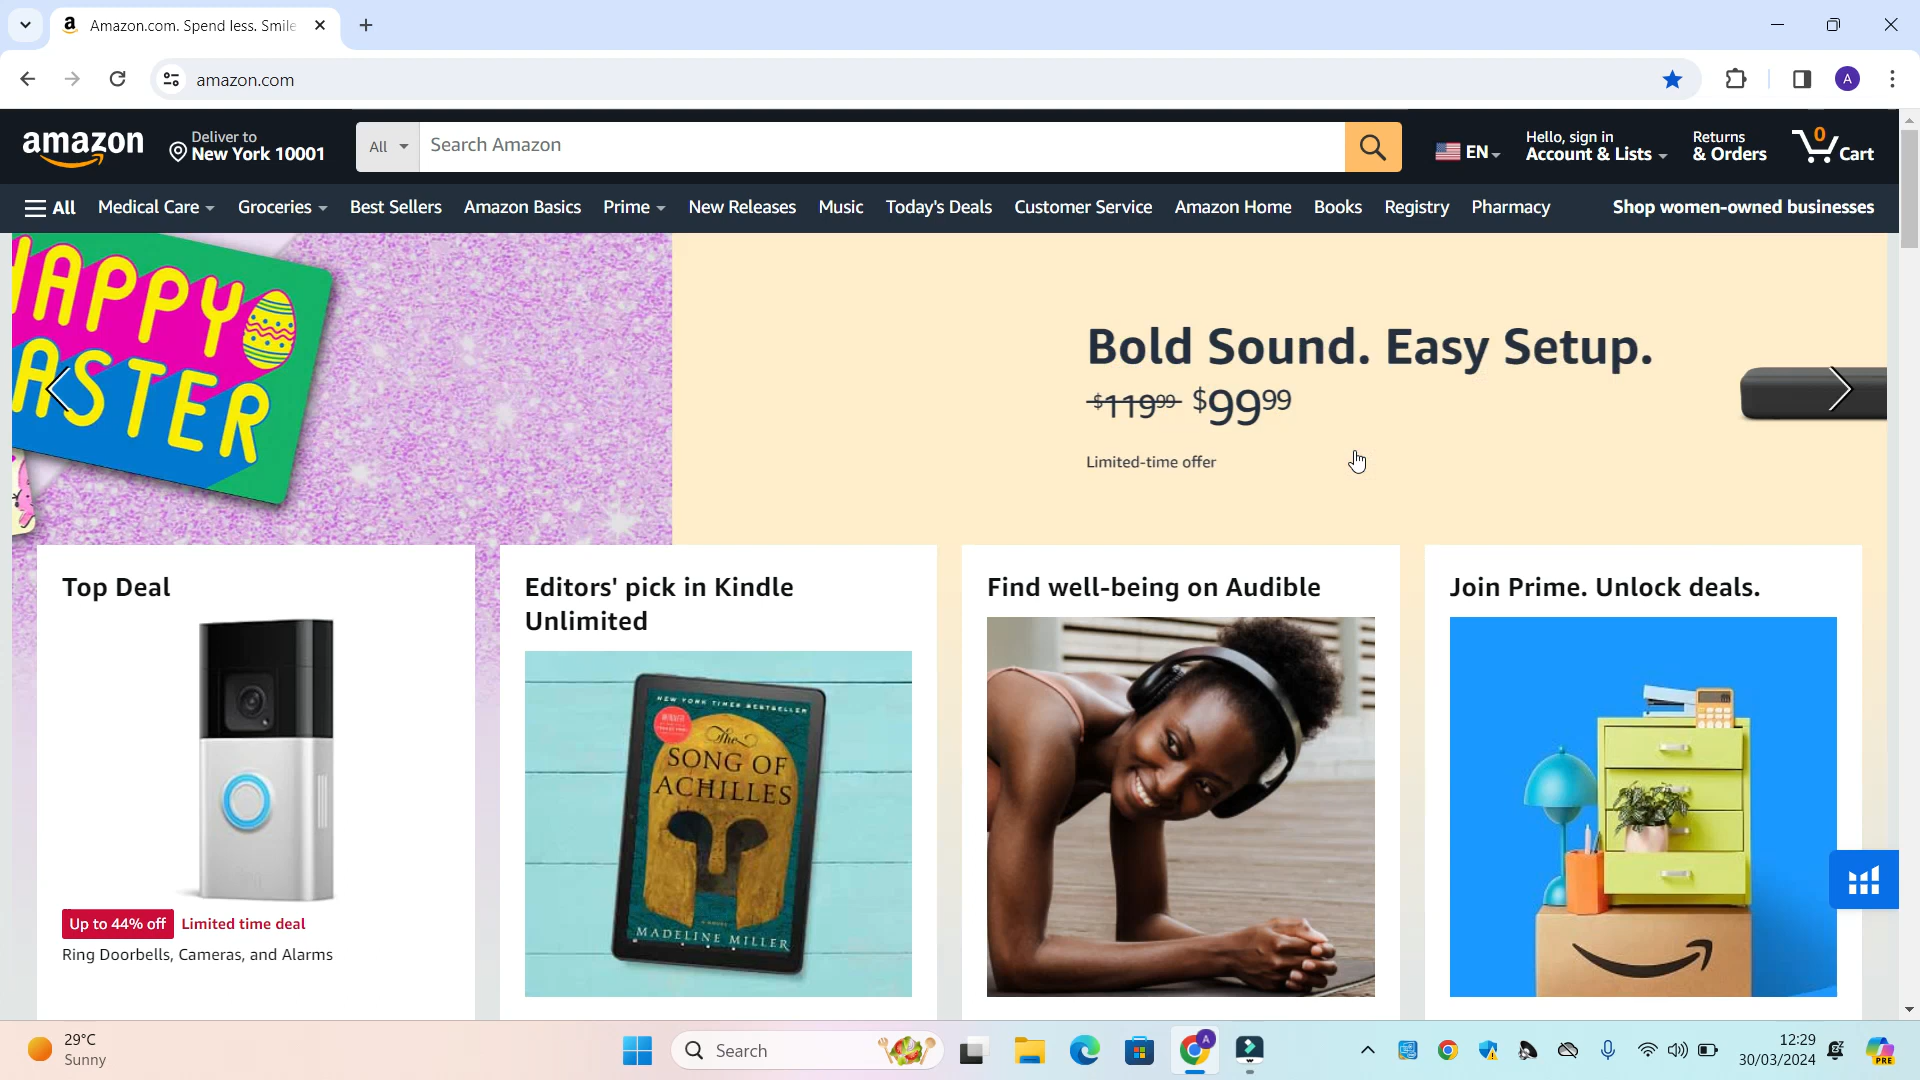 Amazon.com. Spend less. Smile
amazon.com
A
amazon
Deliver to
New York 10001
All
Search Amazon
EN
Hello, sign in
Account & Lists
Returns
& Orders
0
Cart
All
Medical Care
Groceries
Best Sellers
Amazon Basics
Prime
New Releases
Music
Today's Deals
Customer Service
Amazon Home
Books
Registry
Pharmacy
Shop women-owned businesses
HAPPY
ASTER
Bold Sound. Easy Setup.
$119⁹⁹ $99⁹⁹
Limited-time offer
Top Deal
Up to 44% off Limited time deal
Ring Doorbells, Cameras, and Alarms
Editors' pick in Kindle
Unlimited
NEW YORK TIMES BESTSELLER
The
SONG OF
ACHILLES
MADELINE MILLER
Find well-being on Audible
Join Prime. Unlock deals.
29°C
Sunny
Search
A
12:29
30/03/2024
PRE